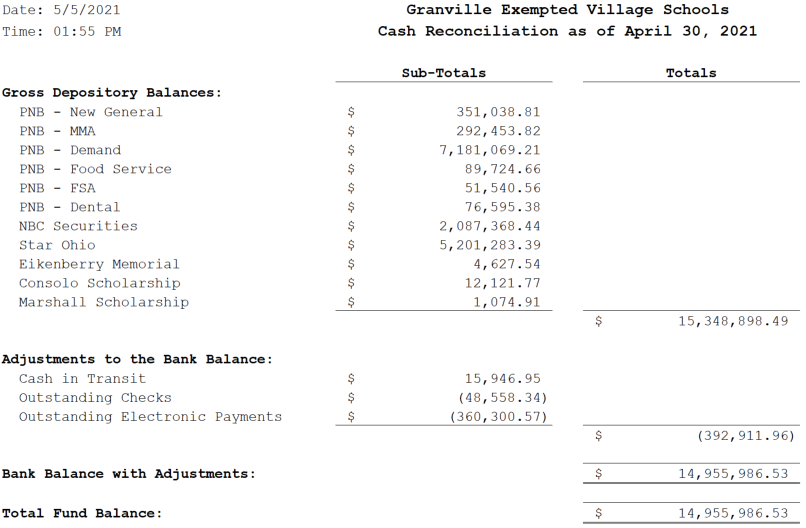 Date: 5/5/2021 Granville Exempted Village Schools
Time: 01:55 PM Cash Reconciliation as of April 30, 2021
Sub-Totals Totals
Gross Depository Balances:
PNB - New General $ 351,038.81
PNB - MMA $ 292,453.82
PNB - Demand $ 7,181,069.21
PNB - Food Service $ 89,724.66
PNB - FSA $ 51,540.56
PNB - Dental $ 76,595.38
NBC Securities $ 2,087,368.44
Star Ohio $ 5,201,283.39
Eikenberry Memorial $ 4,627.54
Consolo Scholarship $ 12,121.77
Marshall Scholarship $ 1,074.91
$ 15,348,898.49
Adjustments to the Bank Balance:
Cash in Transit $ 15,946.95
Outstanding Checks $ (48,558.34)
Outstanding Electronic Payments $ (360,300.57)
$ (392,911.96)
Bank Balance with Adjustments: $ 14,955,986.53
Total Fund Balance: $ 14,955,986.53